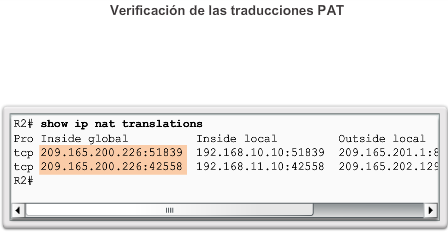 Verificación de las traducciones PAT
R2# show ip nat translations
Pro Inside global Inside local Outside local
tcp 209.165.200.226:51839 192.168.10.10:51839 209.165.201.1:8
tcp 209.165.200.226:42558 192.168.11.10:42558 209.165.202.129
R2#